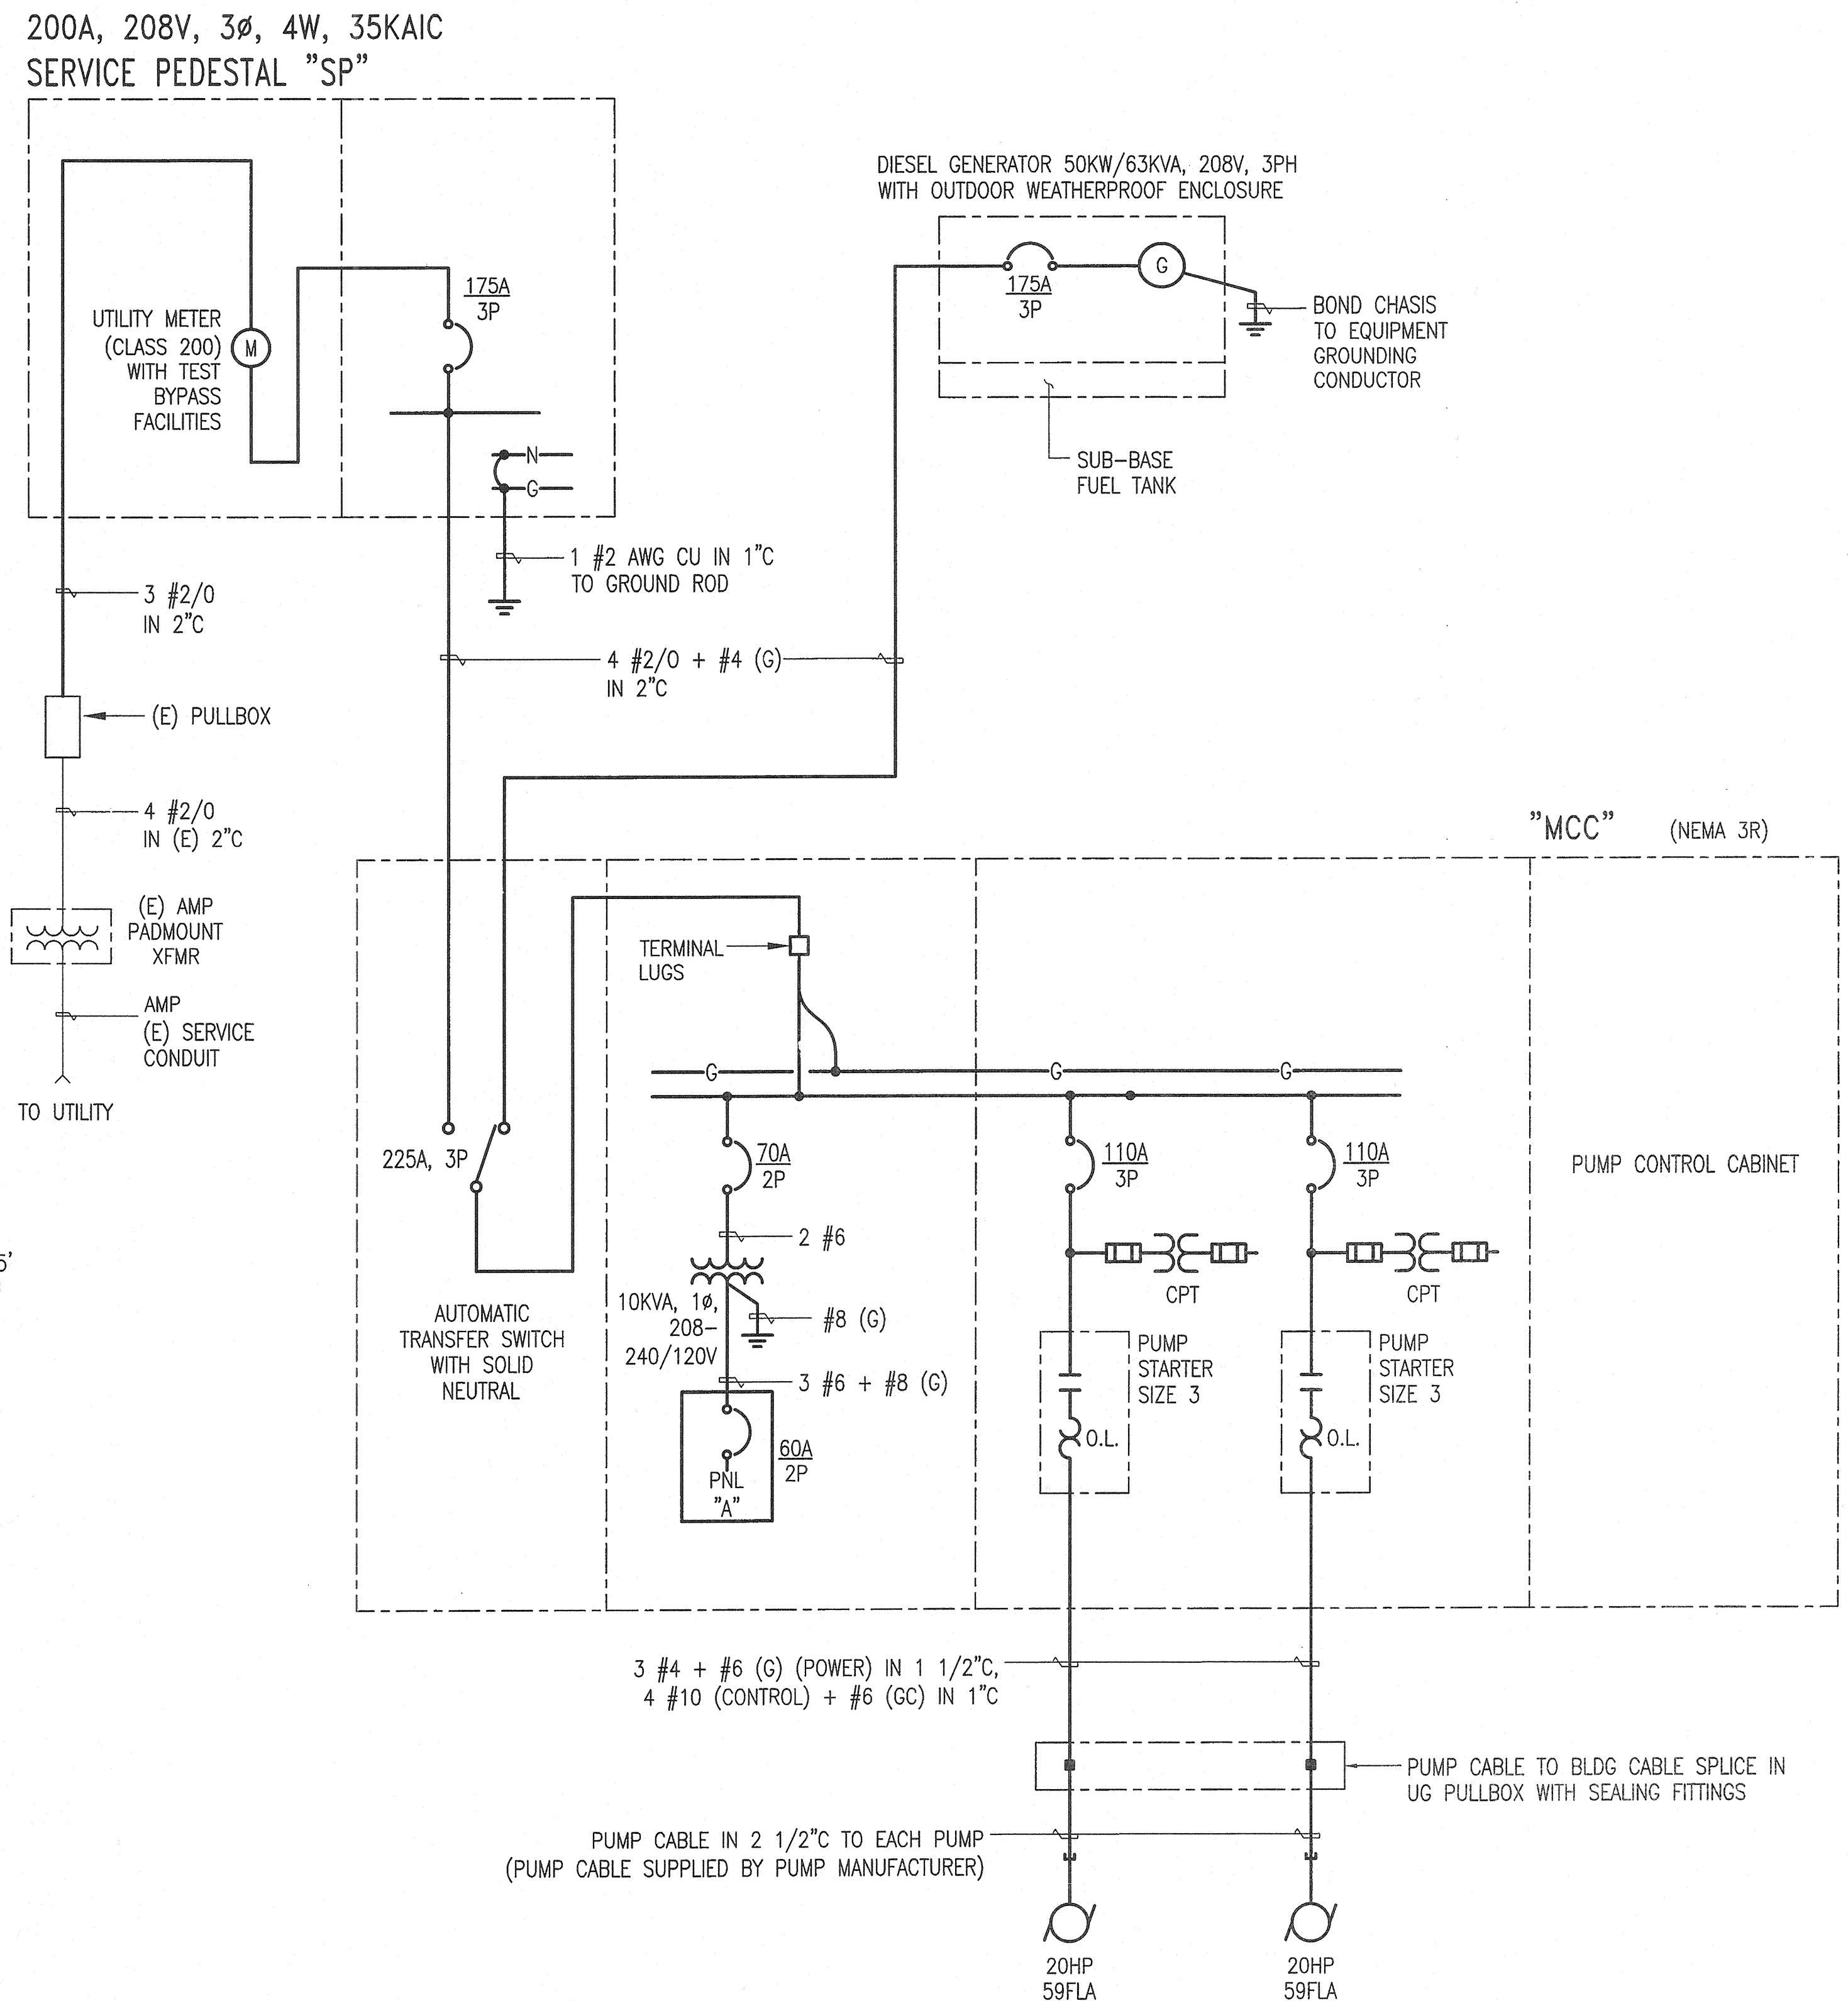 200A, 208V, 3ø, 4W, 35KAIC
SERVICE PEDESTAL "SP"
UTILITY METER
(CLASS 200)
WITH TEST
BYPASS
FACILITIES
M
175A
3P
N
G
1 #2 AWG CU IN 1"C
TO GROUND ROD
DIESEL GENERATOR 50KW/63KVA, 208V, 3PH
WITH OUTDOOR WEATHERPROOF ENCLOSURE
175A
3P
G
BOND CHASIS
TO EQUIPMENT
GROUNDING
CONDUCTOR
SUB-BASE
FUEL TANK
3 #2/0
IN 2"C
4 #2/0 + #4 (G)
IN 2"C
(E) PULLBOX
4 #2/0
IN (E) 2"C
(E) AMP
PADMOUNT
XFMR
AMP
(E) SERVICE
CONDUIT
TO UTILITY
5'
"MCC" (NEMA 3R)
TERMINAL
LUGS
G
G
G
225A, 3P
AUTOMATIC
TRANSFER SWITCH
WITH SOLID
NEUTRAL
70A
2P
2 #6
10KVA, 1ø,
208-
240/120V
#8 (G)
3 #6 + #8 (G)
60A
2P
PNL
"A"
110A
3P
CPT
PUMP
STARTER
SIZE 3
O.L.
110A
3P
CPT
PUMP
STARTER
SIZE 3
O.L.
PUMP CONTROL CABINET
3 #4 + #6 (G) (POWER) IN 1 1/2"C,
4 #10 (CONTROL) + #6 (GC) IN 1"C
PUMP CABLE TO BLDG CABLE SPLICE IN
UG PULLBOX WITH SEALING FITTINGS
PUMP CABLE IN 2 1/2"C TO EACH PUMP
(PUMP CABLE SUPPLIED BY PUMP MANUFACTURER)
20HP
59FLA
20HP
59FLA